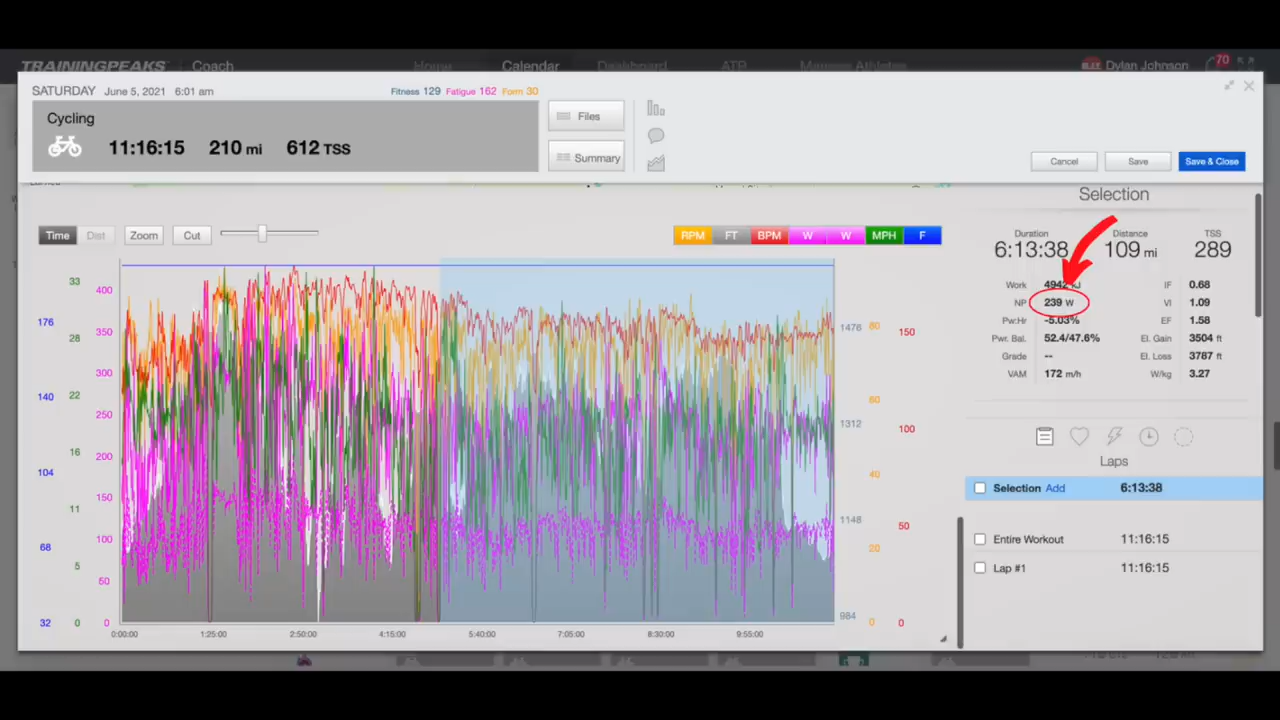 TRAININGPEAKS Coach Home Calendar Dashboard ATP Dylan Johnson 70
SATURDAY June 5, 2021 6:01 am Fitness 129 Fatigue 162 Form 30
Cycling
11:16:15 210 mi 612 TSS
Files
Summary
Cancel Save Save & Close
Selection
Time Dist Zoom Cut
RPM FT BPM W W MPH F
Duration Distance TSS
6:13:38 109 mi 289
Work 4942 kJ IF 0.68
NP 239 W VI 1.09
Pw:Hr -5.03% EF 1.58
Pwr. Bal. 52.4/47.6% El. Gain 3504 ft
Grade -- El. Loss 3787 ft
VAM 172 m/h W/kg 3.27
Laps
Selection Add 6:13:38
Entire Workout 11:16:15
Lap #1 11:16:15
33 400
176 350 1476 80 150
28 300
140 22 250 60
1312 100
16 200
104 150 40
11 1148 50
68 100 20
5 50
984
32 0 0 0 0
0:00:00 1:25:00 2:50:00 4:15:00 5:40:00 7:05:00 8:30:00 9:55:00